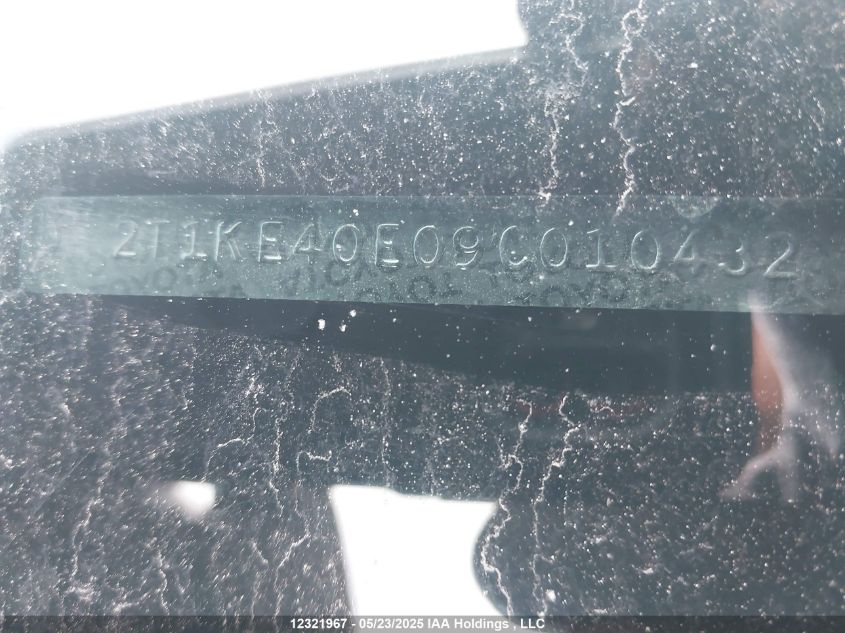 2T1KE40E09C010432
12321967 - 05/23/2025 IAA Holdings , LLC